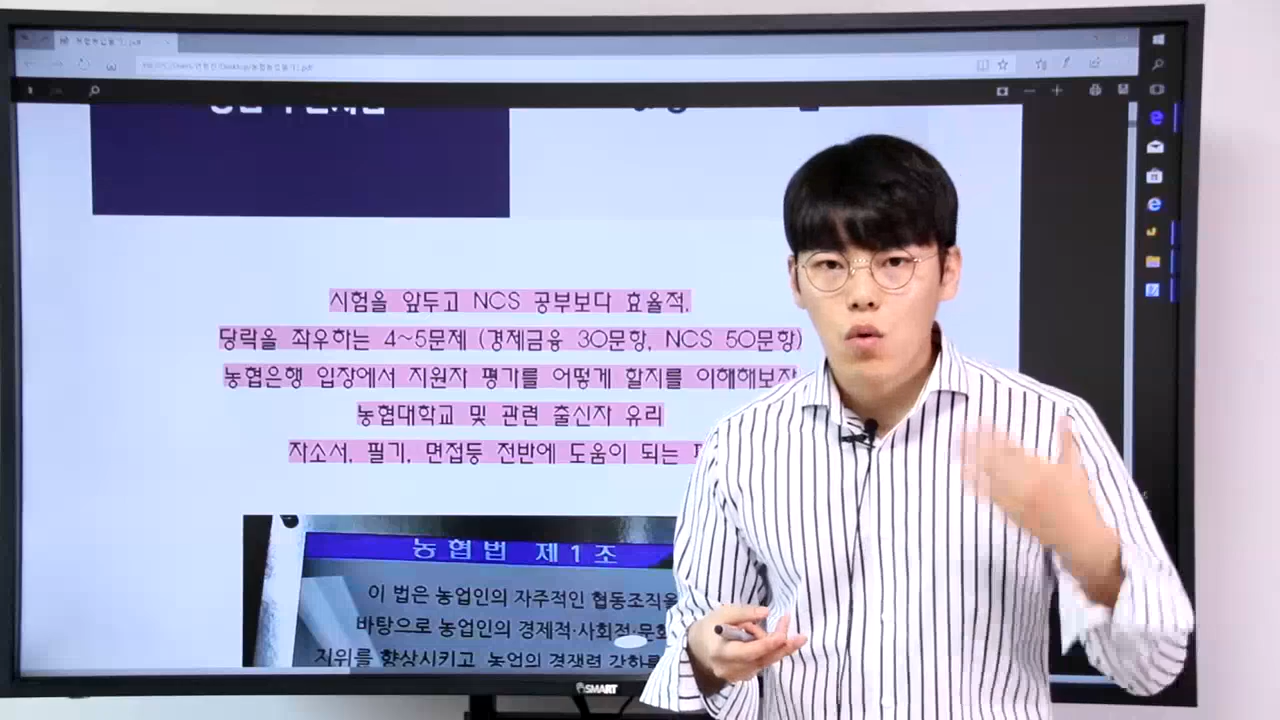 시험을 앞두고 NCS 공부보다 효율적.
당락을 좌우하는 4~5문제 (경제금융 30문항, NCS 50문항)
농협은행 입장에서 지원자 평가를 어떻게 할지를 이해해보자
농협대학교 및 관련 출신자 유리
자소서, 필기, 면접등 전반에 도움이 되는
농협법 제1조
이 법은 농업인의 자주적인 협동조직을
바탕으로 농업인의 경제적·사회적·문화
지위를 향상시키고, 농업의 경쟁력 강화를
SMART